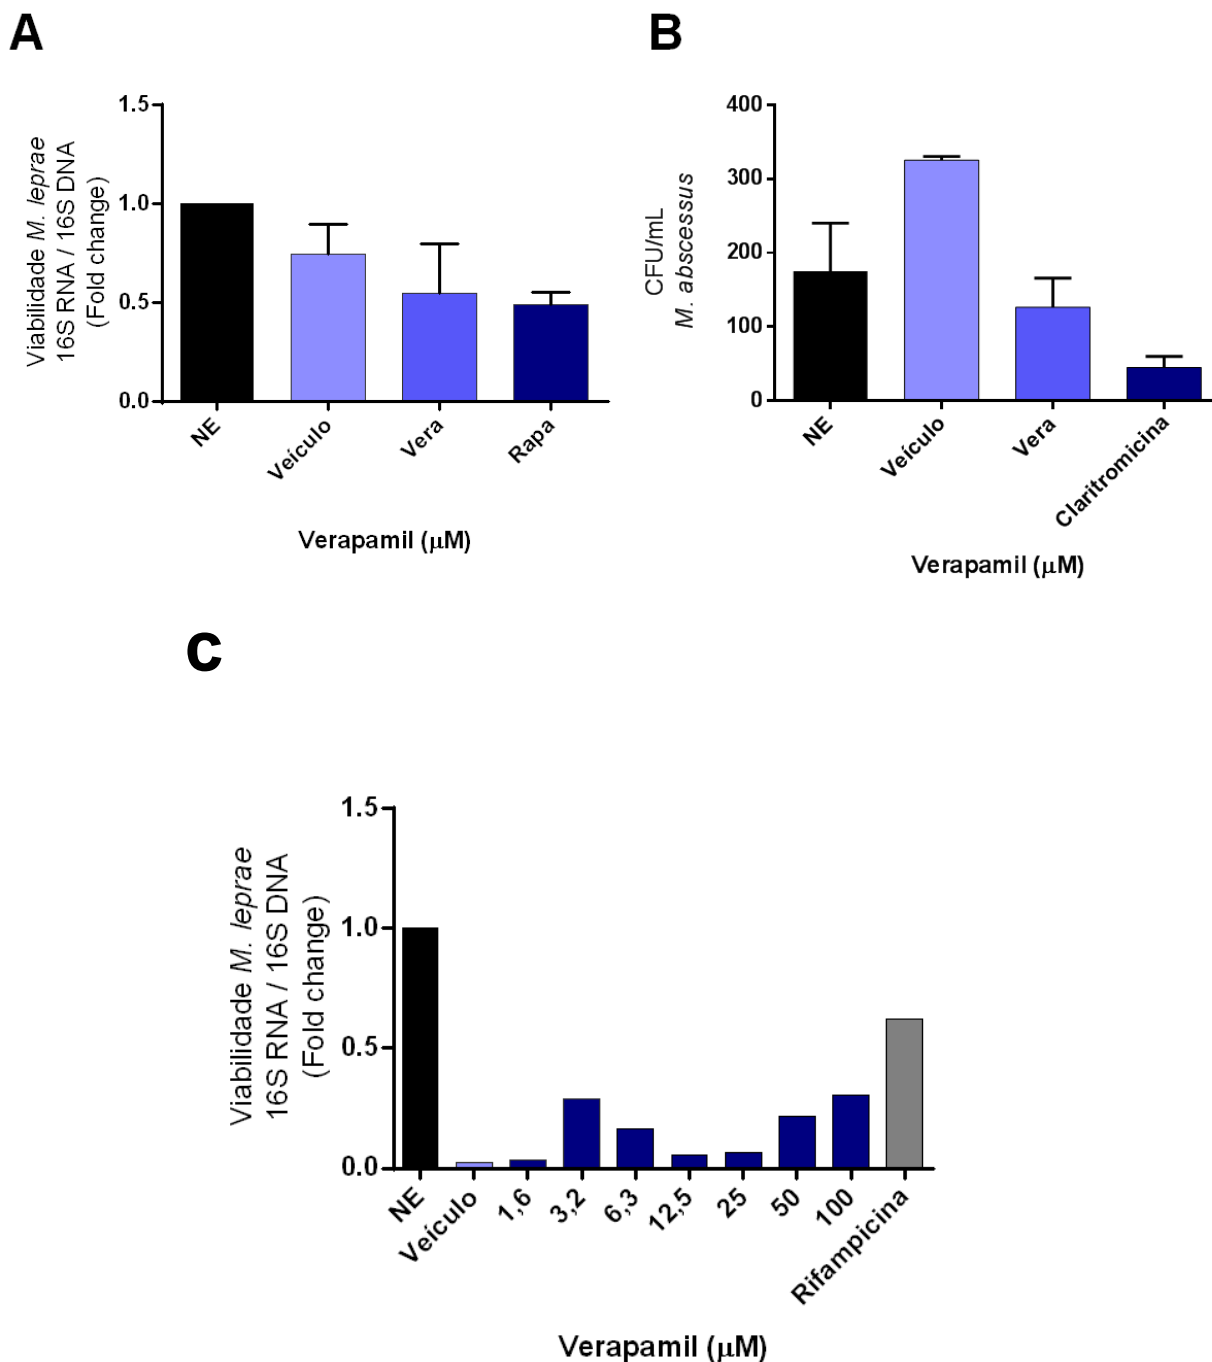 A
Viabilidade M. leprae
16S RNA / 16S DNA
(Fold change)
1.5
1.0
0.5
0.0
NE
Veículo
Vera
Rapa
Verapamil (μM)
B
CFU/mL
M. abscessus
400
300
200
100
0
NE
Veículo
Vera
Claritromicina
Verapamil (μM)
C
Viabilidade M. leprae
16S RNA / 16S DNA
(Fold change)
1.5
1.0
0.5
0.0
NE
Veículo
1,6
3,2
6,3
12,5
25
50
100
Rifampicina
Verapamil (μM)